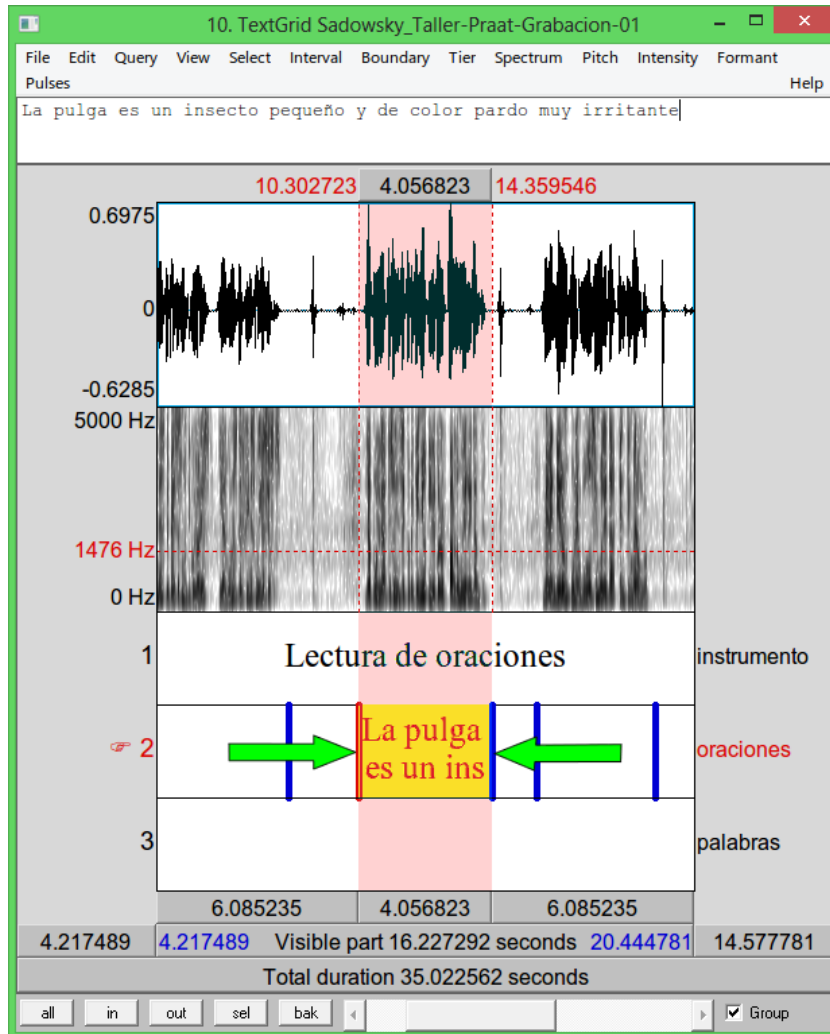 10. TextGrid Sadowsky_Taller-Praat-Grabacion-01
File Edit Query View Select Interval Boundary Tier Spectrum Pitch Intensity Formant
Pulses Help
La pulga es un insecto pequeño y de color pardo muy irritante
10.302723 4.056823 14.359546
0.6975
0
-0.6285
5000 Hz
1476 Hz
0 Hz
1 Lectura de oraciones instrumento
2 La pulga oraciones
es un ins
3 palabras
6.085235 4.056823 6.085235
4.217489 4.217489 Visible part 16.227292 seconds 20.444781 14.577781
Total duration 35.022562 seconds
all in out sel bak Group